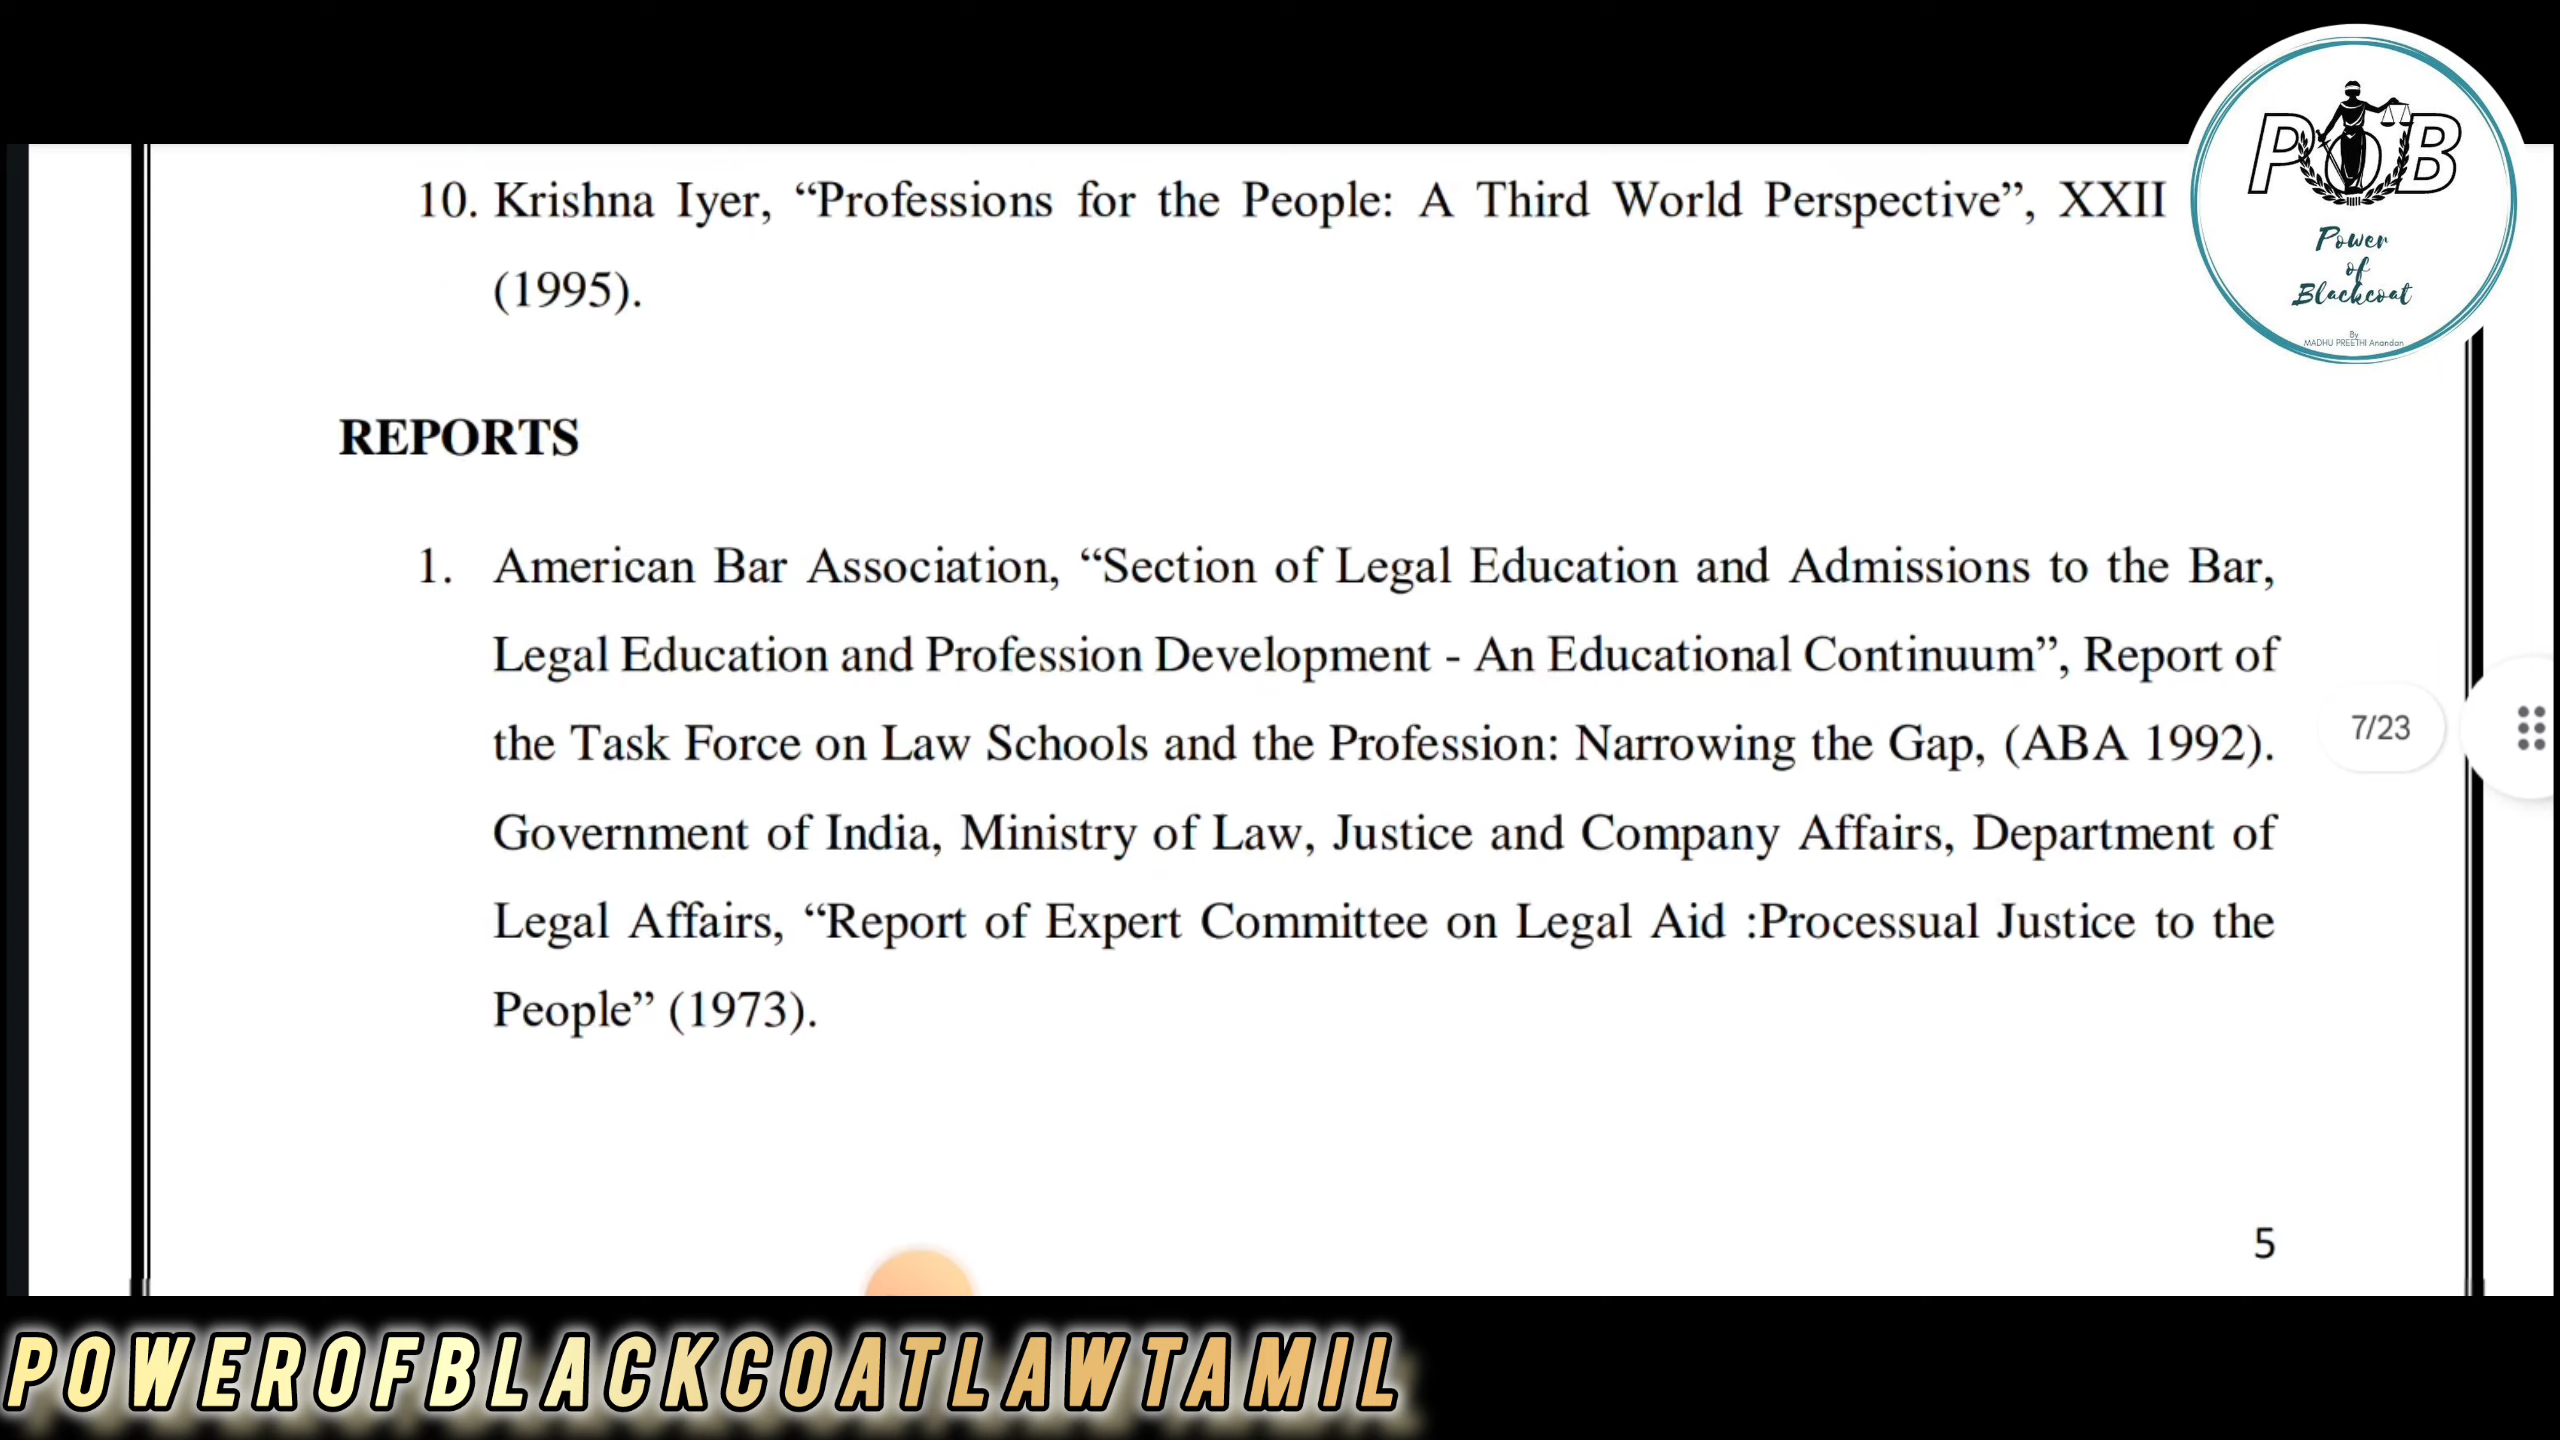 10. Krishna Iyer, “Professions for the People: A Third World Perspective”, XXII
(1995).
REPORTS
1. American Bar Association, “Section of Legal Education and Admissions to the Bar,
Legal Education and Profession Development - An Educational Continuum”, Report of
the Task Force on Law Schools and the Profession: Narrowing the Gap, (ABA 1992).
Government of India, Ministry of Law, Justice and Company Affairs, Department of
Legal Affairs, “Report of Expert Committee on Legal Aid :Processual Justice to the
People” (1973).
5
7/23
POB
Power
of
Blackcoat
By
MADHU PREETHI Anandan
POWEROFBLACKCOATLAWTAMIL